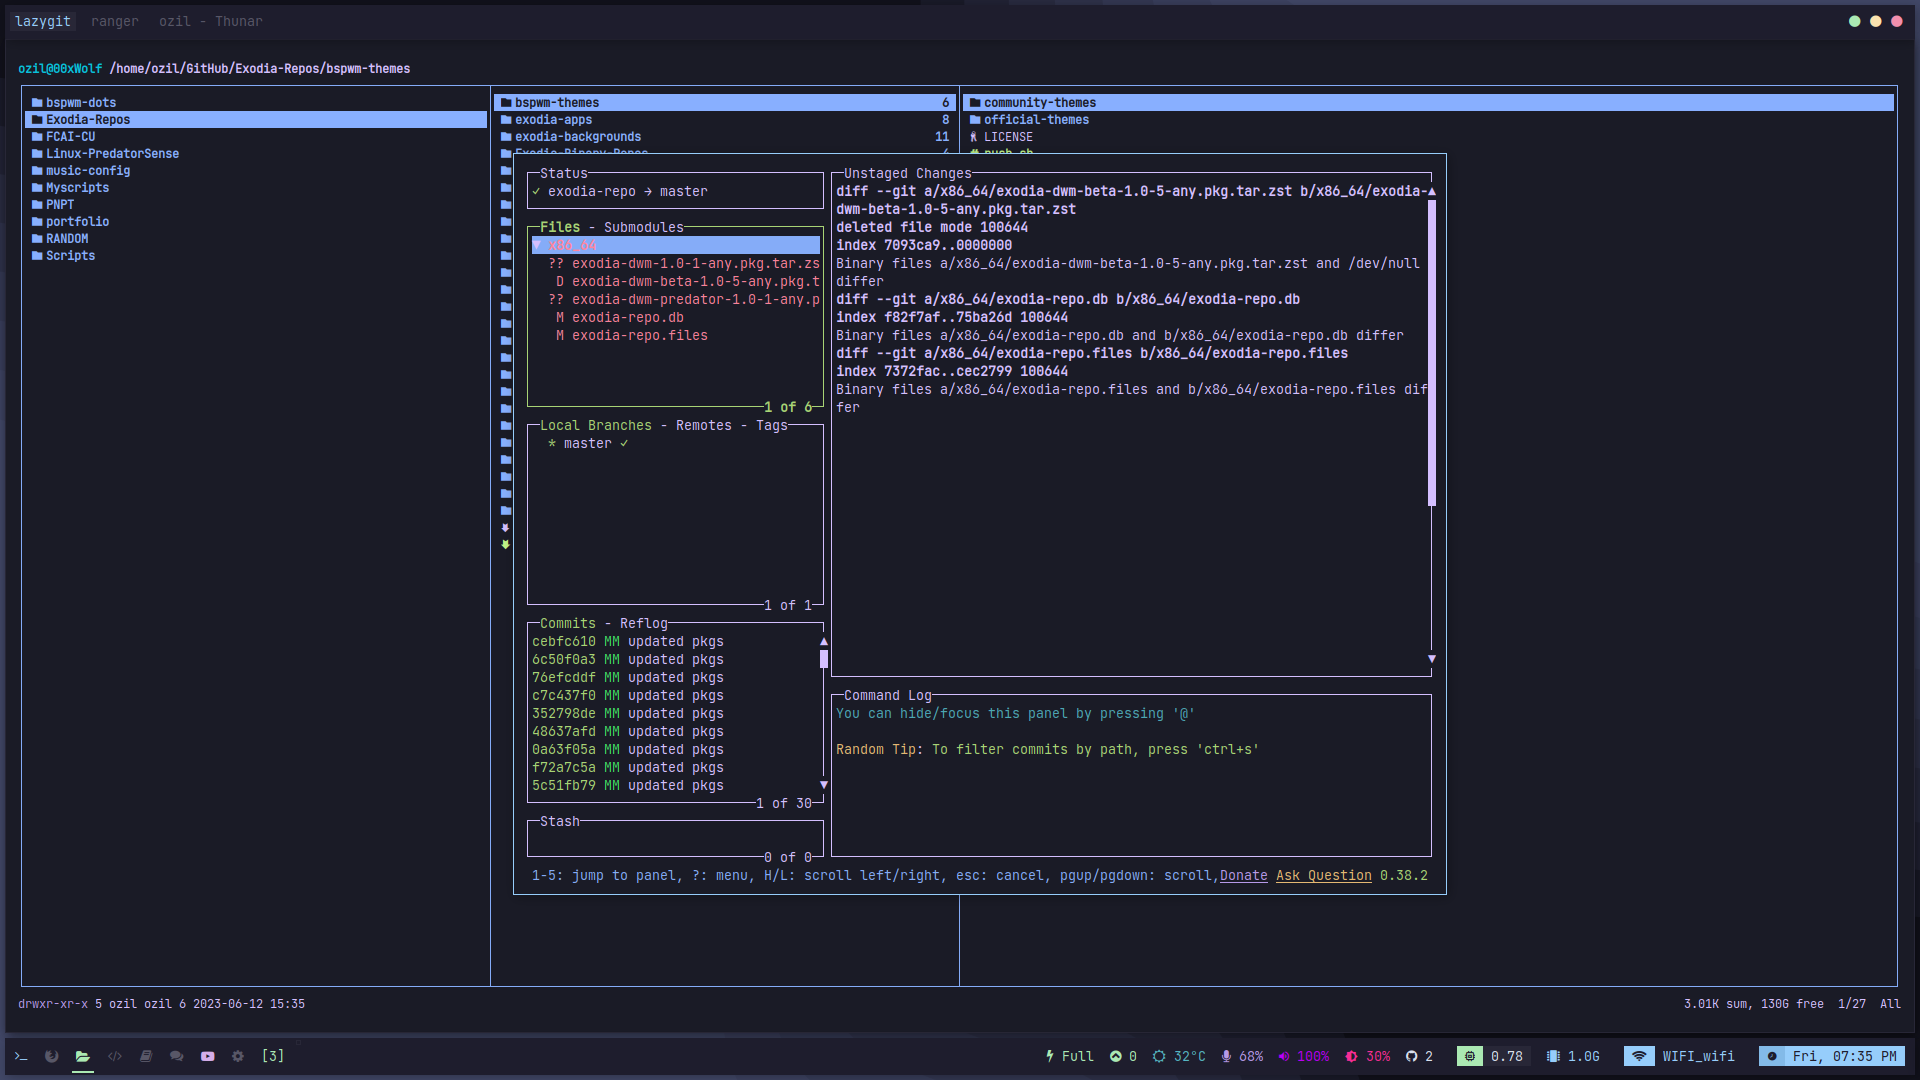 lazygit ranger ozil - Thunar
ozil@00xWolf /home/ozil/GitHub/Exodia-Repos/bspwm-themes
bspwm-dots
Exodia-Repos
FCAI-CU
Linux-PredatorSense
music-config
Myscripts
PNPT
portfolio
RANDOM
Scripts
bspwm-themes 6
exodia-apps 8
exodia-backgrounds 11
Exodia-Binary-Repos 4
community-themes
official-themes
LICENSE
push.sh
Status
✓ exodia-repo → master
Files - Submodules
▼ x86_64
?? exodia-dwm-1.0-1-any.pkg.tar.zs
D exodia-dwm-beta-1.0-5-any.pkg.t
?? exodia-dwm-predator-1.0-1-any.p
M exodia-repo.db
M exodia-repo.files
1 of 6
Local Branches - Remotes - Tags
* master ✓
1 of 1
Commits - Reflog
cebfc610 MM updated pkgs
6c50f0a3 MM updated pkgs
76efcddf MM updated pkgs
c7c437f0 MM updated pkgs
352798de MM updated pkgs
48637afd MM updated pkgs
0a63f05a MM updated pkgs
f72a7c5a MM updated pkgs
5c51fb79 MM updated pkgs
1 of 30
Stash
0 of 0
Unstaged Changes
diff --git a/x86_64/exodia-dwm-beta-1.0-5-any.pkg.tar.zst b/x86_64/exodia-
dwm-beta-1.0-5-any.pkg.tar.zst
deleted file mode 100644
index 7093ca9..0000000
Binary files a/x86_64/exodia-dwm-beta-1.0-5-any.pkg.tar.zst and /dev/null
differ
diff --git a/x86_64/exodia-repo.db b/x86_64/exodia-repo.db
index f82f7af..75ba26d 100644
Binary files a/x86_64/exodia-repo.db and b/x86_64/exodia-repo.db differ
diff --git a/x86_64/exodia-repo.files b/x86_64/exodia-repo.files
index 7372fac..cec2799 100644
Binary files a/x86_64/exodia-repo.files and b/x86_64/exodia-repo.files dif
fer
Command Log
You can hide/focus this panel by pressing '@'
Random Tip: To filter commits by path, press 'ctrl+s'
1-5: jump to panel, ?: menu, H/L: scroll left/right, esc: cancel, pgup/pgdown: scroll,Donate Ask Question 0.38.2
drwxr-xr-x 5 ozil ozil 6 2023-06-12 15:35
3.01K sum, 130G free 1/27 All
[3] Full 0 32°C 68% 100% 30% 2 0.78 1.0G WIFI_wifi Fri, 07:35 PM